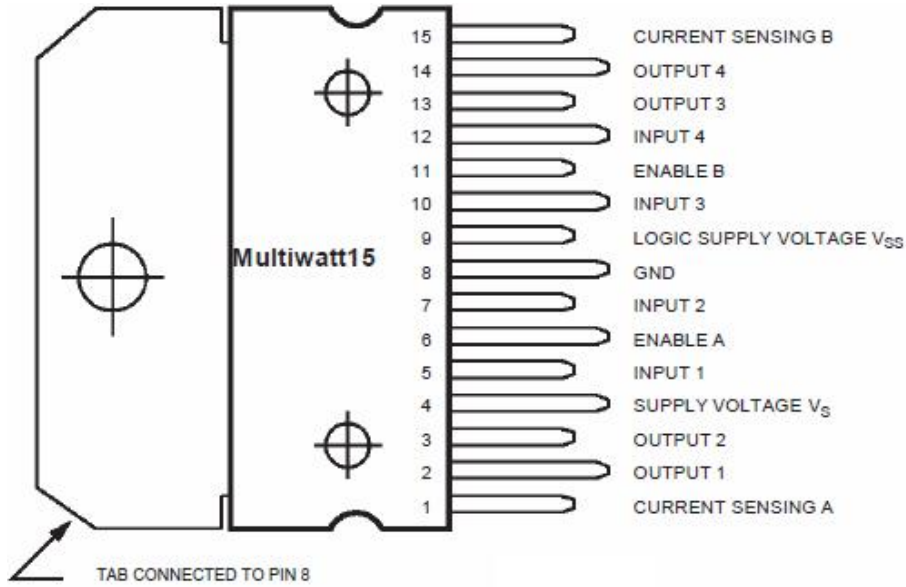 15 CURRENT SENSING B
14 OUTPUT 4
13 OUTPUT 3
12 INPUT 4
11 ENABLE B
10 INPUT 3
9 LOGIC SUPPLY VOLTAGE VSS
Multiwatt15
8 GND
7 INPUT 2
6 ENABLE A
5 INPUT 1
4 SUPPLY VOLTAGE VS
3 OUTPUT 2
2 OUTPUT 1
1 CURRENT SENSING A
TAB CONNECTED TO PIN 8